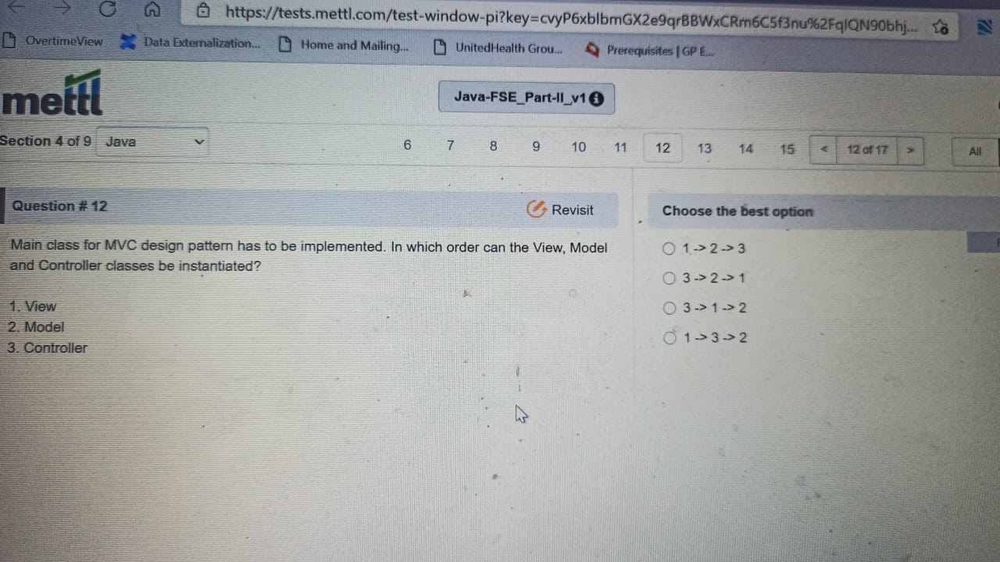 https://tests.mettl.com/test-window-pi?key=cvyP6xblbmGX2e9qrBBWxCRm6C5f3nu%2FqlQN90bhj...
OvertimeView Data Externalization... Home and Mailing... UnitedHealth Grou... Prerequisites | GP E...
mettl
Java-FSE_Part-II_v1
Section 4 of 9 Java
6 7 8 9 10 11 12 13 14 15 < 12 of 17 > All
Question # 12
Revisit
Main class for MVC design pattern has to be implemented. In which order can the View, Model
and Controller classes be instantiated?
1. View
2. Model
3. Controller
Choose the best option
1 -> 2 -> 3
3 -> 2 -> 1
3 -> 1 -> 2
1 -> 3 -> 2